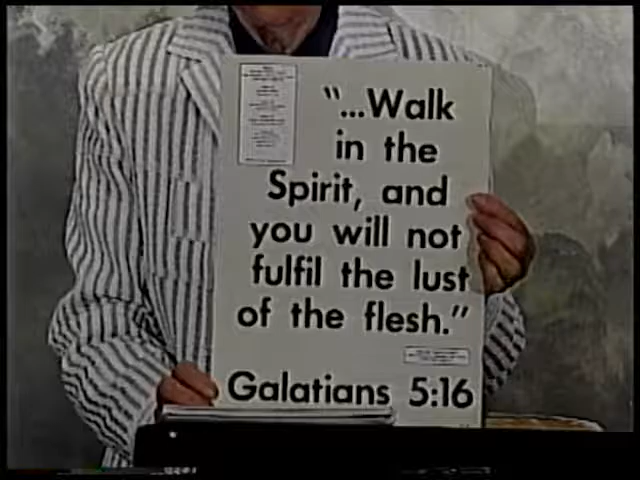 “...Walk
in the
Spirit, and
you will not
fulfil the lust
of the flesh.”
Galatians 5:16